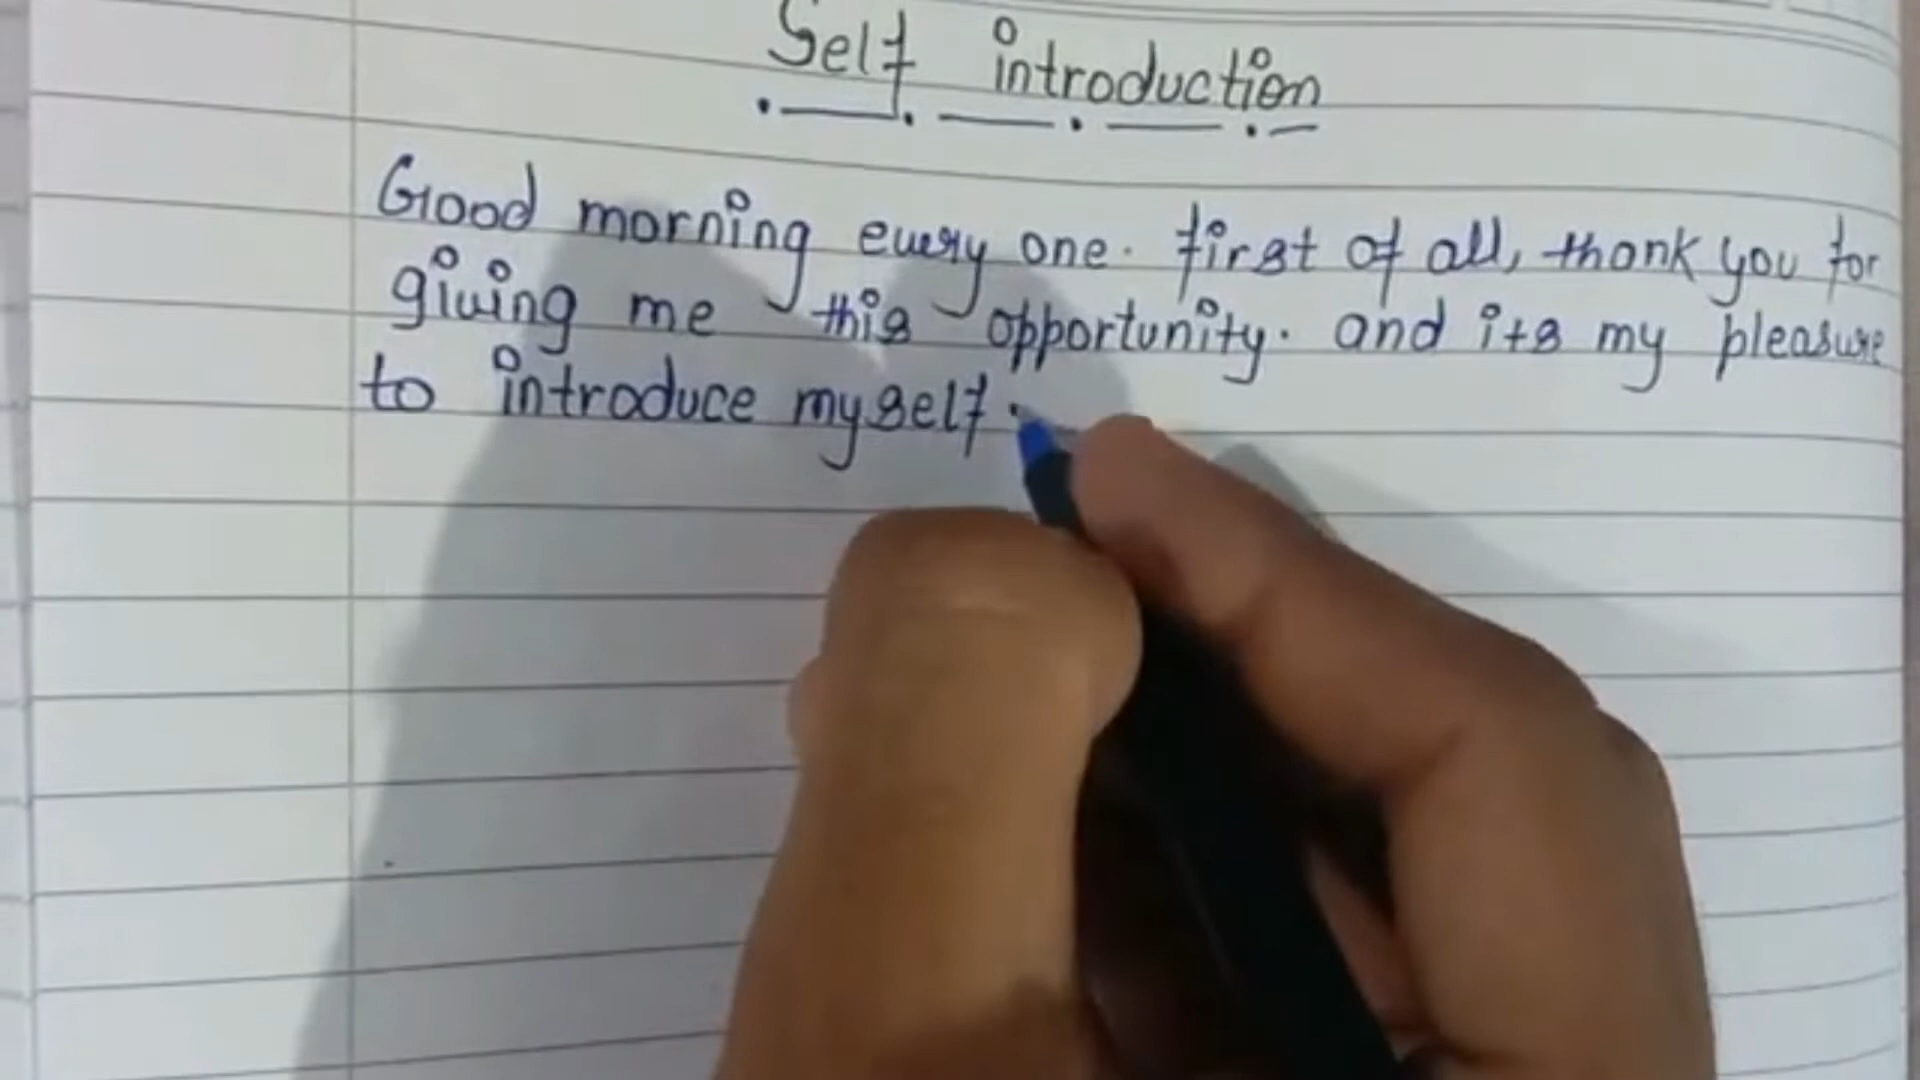 Self introduction
Good morning every one. first of all, thank you for
giving me this opportunity. and its my pleasure
to introduce myself.